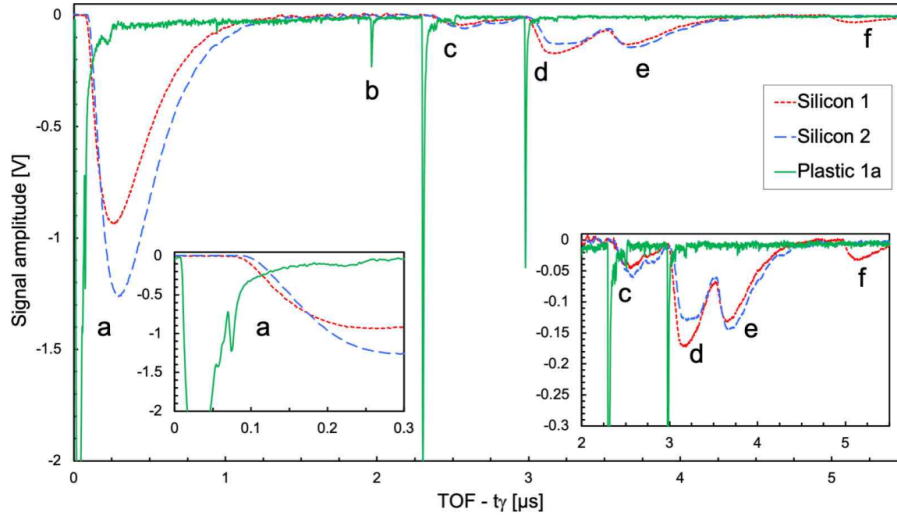 0
-0.5
-1
-1.5
-2
Signal amplitude [V]
0
1
2
3
4
5
TOF - tγ [µs]
a
b
c
d
e
f
Silicon 1
Silicon 2
Plastic 1a
0
-0.5
-1
-1.5
-2
0
0.1
0.2
0.3
a
0
-0.05
-0.1
-0.15
-0.2
-0.25
-0.3
2
3
4
5
c
d
e
f